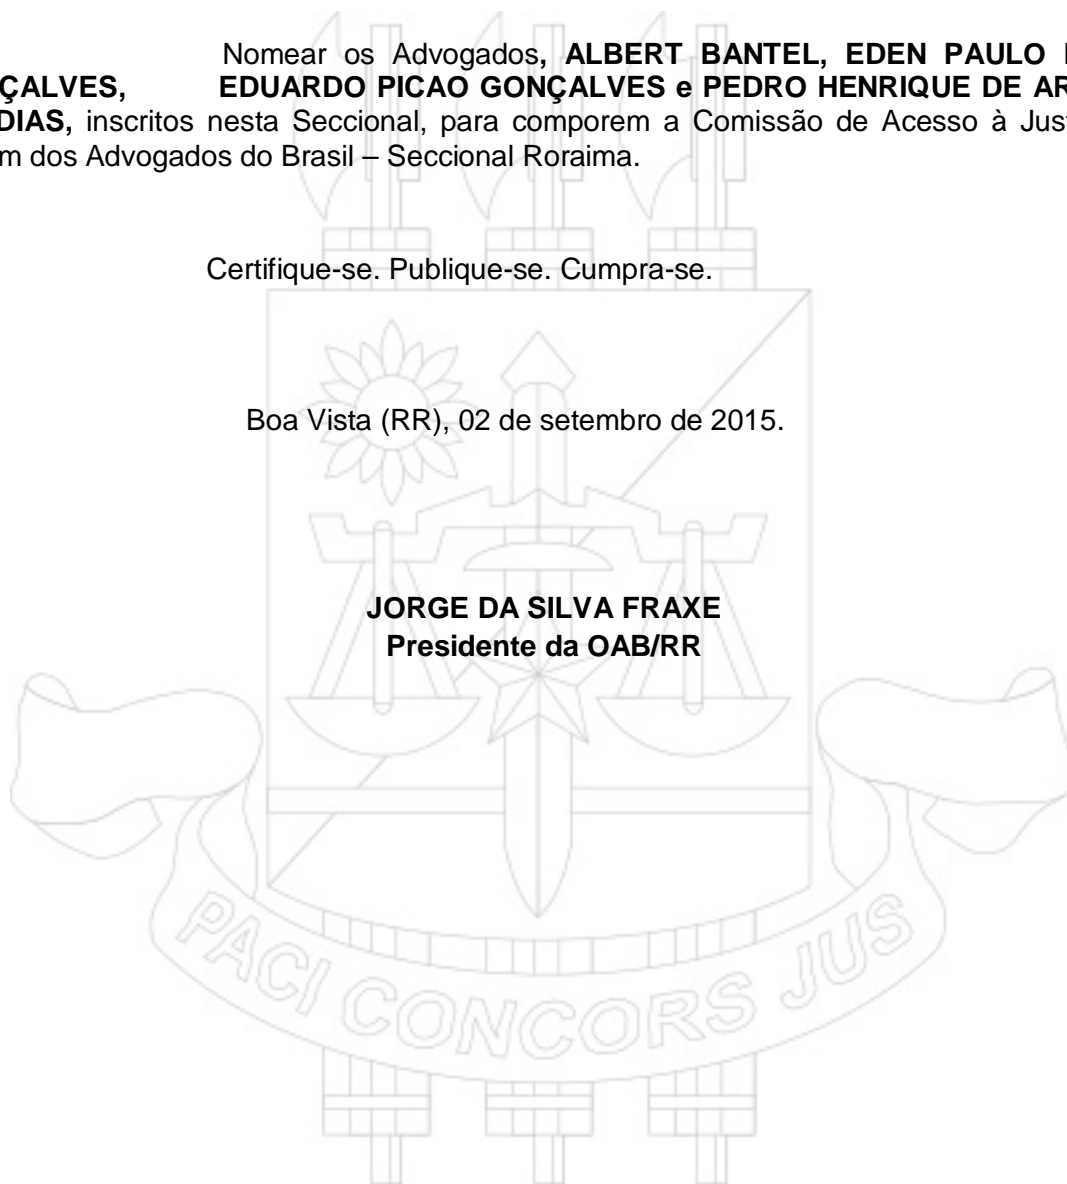 Nomear os Advogados, ALBERT BANTEL, EDEN PAULO
ÇALVES, EDUARDO PICAO GONÇALVES e PEDRO HENRIQUE DE AR
DIAS, inscritos nesta Seccional, para comporem a Comissão de Acesso à Just
m dos Advogados do Brasil – Seccional Roraima.
Certifique-se. Publique-se. Cumpra-se.
Boa Vista (RR), 02 de setembro de 2015.
JORGE DA SILVA FRAXE
Presidente da OAB/RR
PACI CONCORS JUS